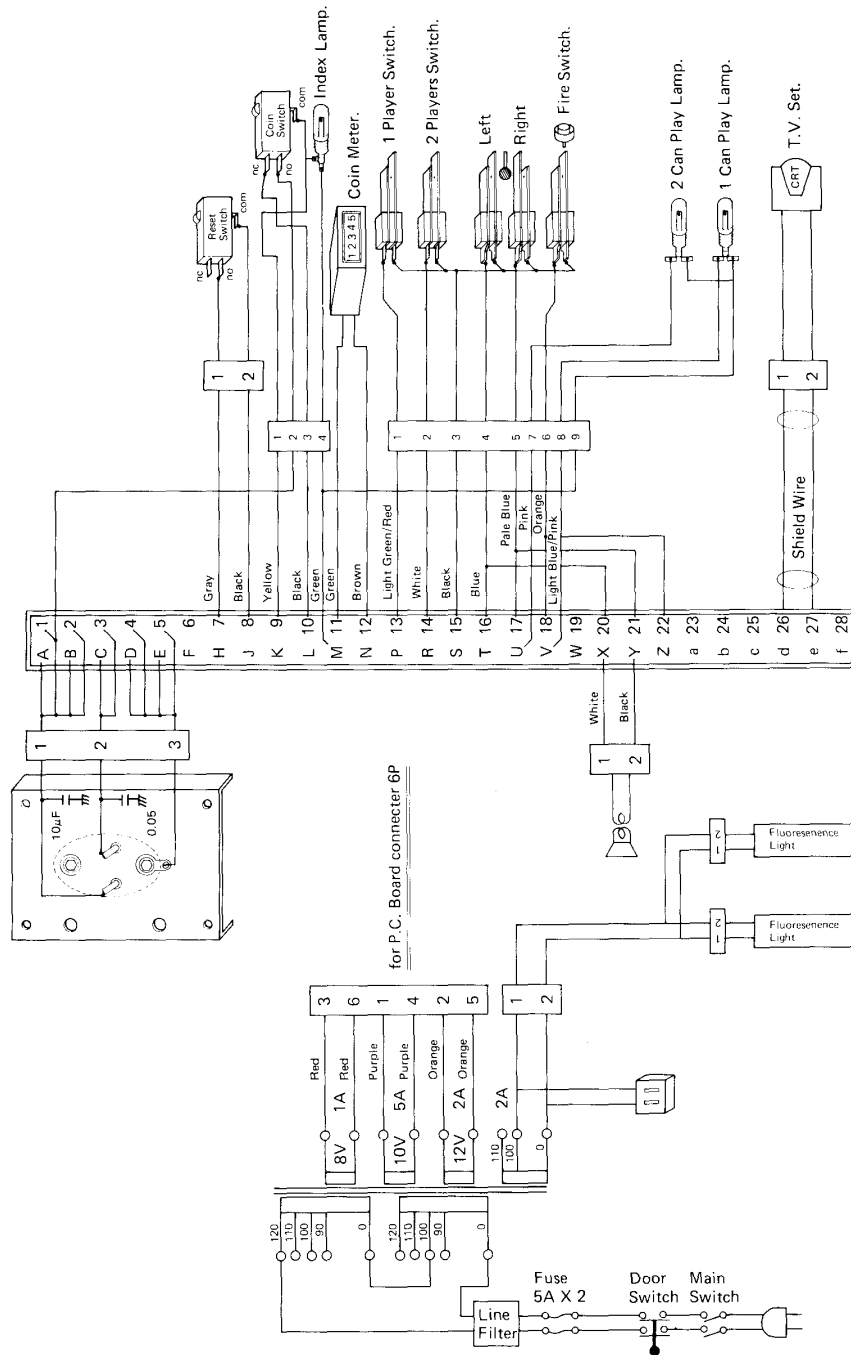 nc
Reset
Switch
com
no
nc
Coin
Switch
com
no
Index Lamp.
Coin Meter.
1 2 3 4 5
1 Player Switch.
2 Players Switch.
Left
Right
Fire Switch.
2 Can Play Lamp.
1 Can Play Lamp.
CRT
T.V. Set.
1
2
1
2
3
4
1
2
3
4
5
7
6
8
9
1
2
Gray
Black
Yellow
Black
Green
Green
Brown
Light Green/Red
White
Black
Blue
Pale Blue
Pink
Orange
Light Blue/Pink
Shield Wire
A 1
B 2
C 3
D 4
E 5
F 6
H 7
J 8
K 9
L 10
M 11
N 12
P 13
R 14
S 15
T 16
U 17
V 18
W 19
X 20
Y 21
Z 22
a 23
b 24
c 25
d 26
e 27
f 28
1
2
3
10μF
0.05
White
Black
1
2
for P.C. Board connecter 6P
3
6
1
4
2
5
Red
Red
Purple
Purple
Orange
Orange
8V 1A
10V 5A
12V 2A
110
100
0
2A
1
2
1 2
Fluoresenence
Light
1 2
Fluoresenence
Light
120
110
100
90
0
120
110
100
90
0
Line
Filter
Fuse
5A X 2
Door
Switch
Main
Switch